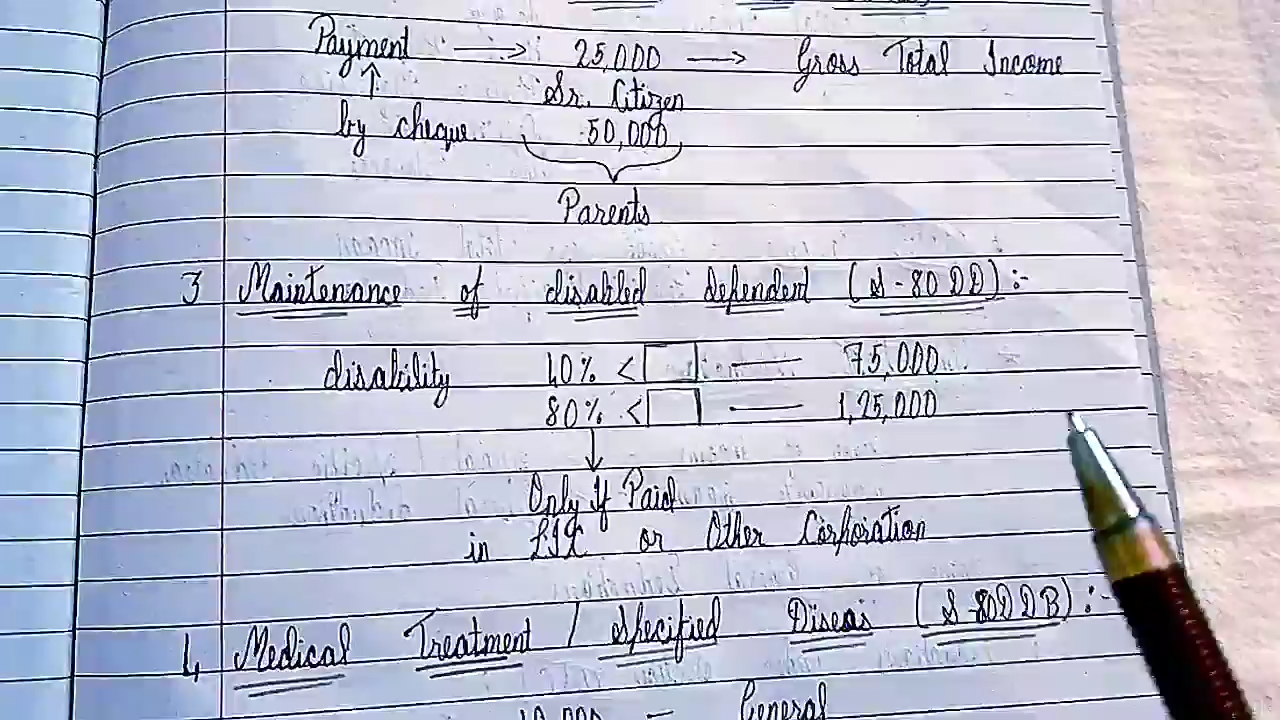 Payment → 25,000 → Gross Total Income
↑ Sr. Citizen
by cheque 50,000
Parents
3 Maintenance of disabled dependent (S-80DD):-
disability 40% < □ — 75,000
80% < □ — 1,25,000
↓
Only if Paid
in LIC or Other Corporation
4 Medical Treatment / Specified Diseas (S-80DDB):-
General